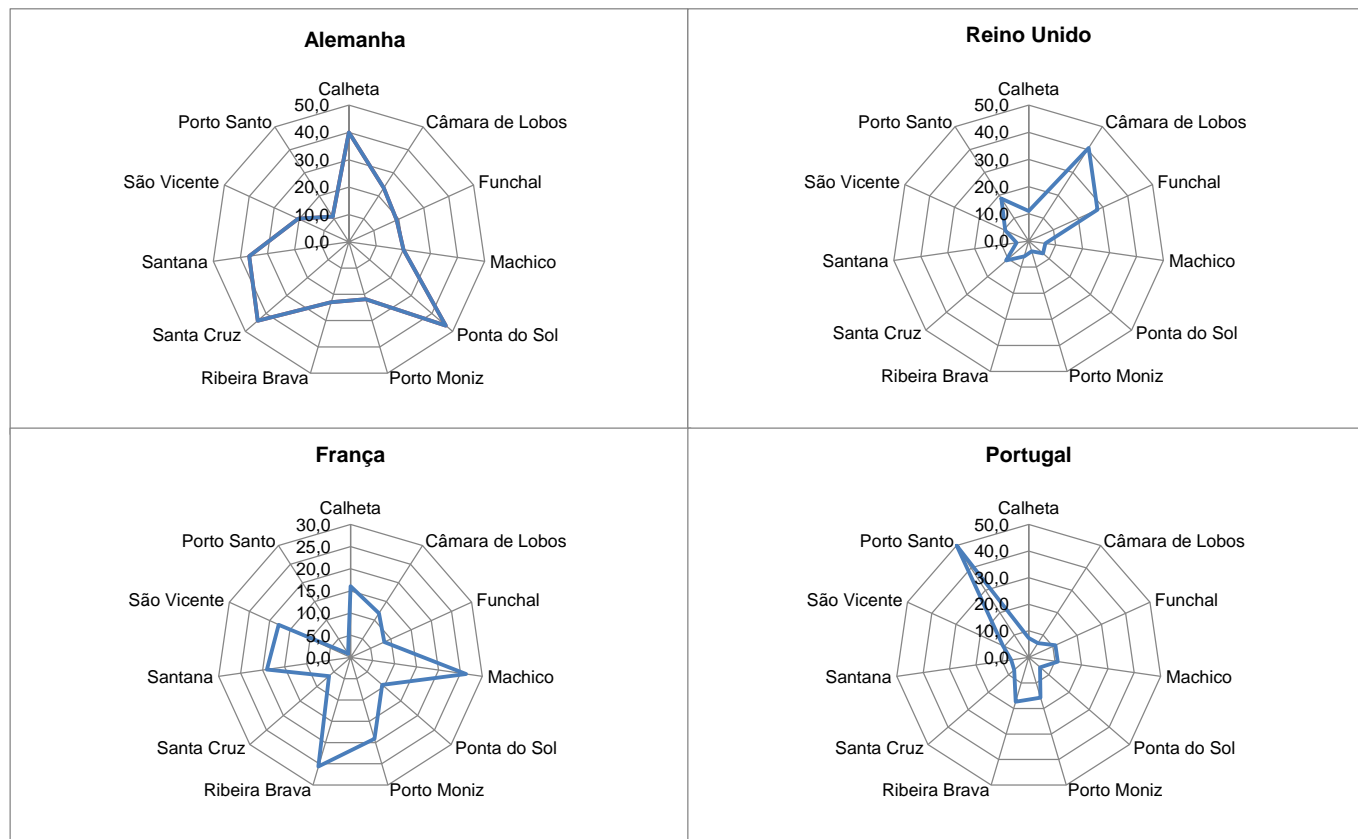 Alemanha
Calheta
Câmara de Lobos
Funchal
Machico
Ponta do Sol
Porto Moniz
Ribeira Brava
Santa Cruz
Santana
São Vicente
Porto Santo
50,0
40,0
30,0
20,0
10,0
0,0
Reino Unido
Calheta
Câmara de Lobos
Funchal
Machico
Ponta do Sol
Porto Moniz
Ribeira Brava
Santa Cruz
Santana
São Vicente
Porto Santo
50,0
40,0
30,0
20,0
10,0
0,0
França
Calheta
Câmara de Lobos
Funchal
Machico
Ponta do Sol
Porto Moniz
Ribeira Brava
Santa Cruz
Santana
São Vicente
Porto Santo
30,0
25,0
20,0
15,0
10,0
5,0
0,0
Portugal
Calheta
Câmara de Lobos
Funchal
Machico
Ponta do Sol
Porto Moniz
Ribeira Brava
Santa Cruz
Santana
São Vicente
Porto Santo
50,0
40,0
30,0
20,0
10,0
0,0